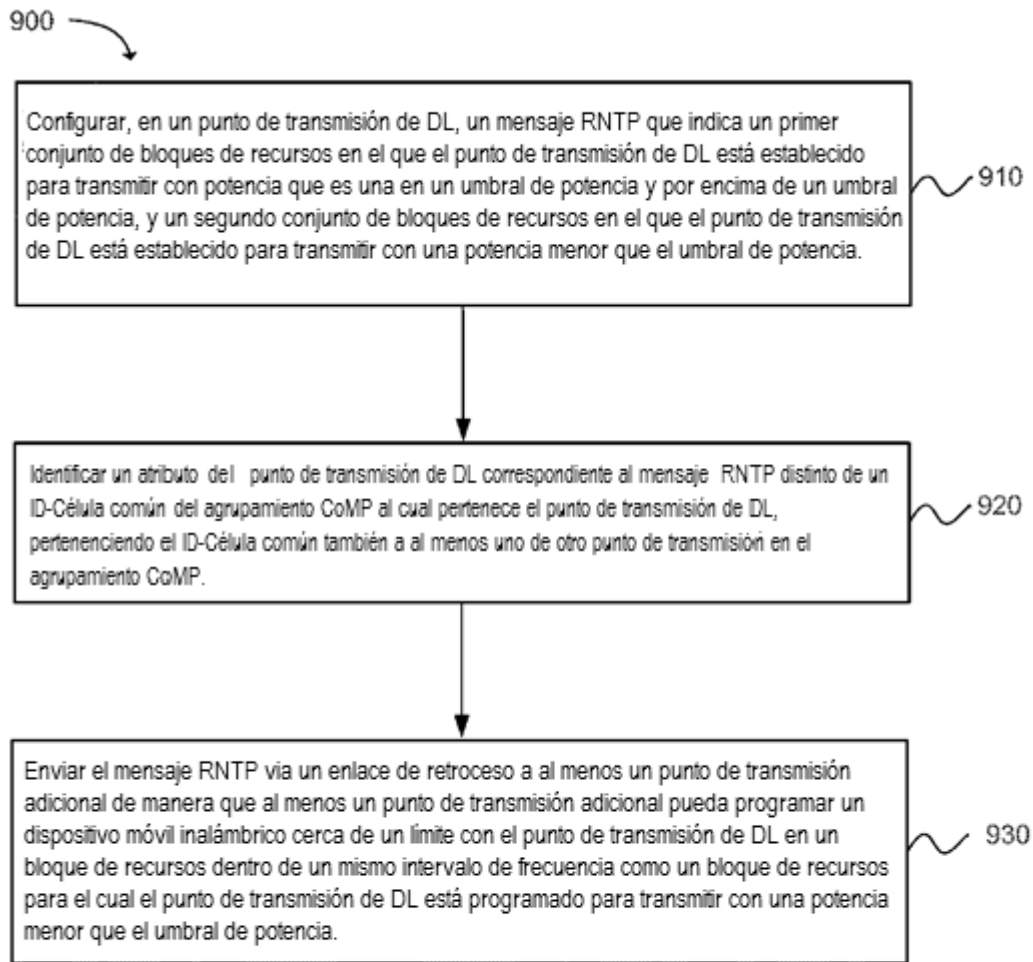 900
Configurar, en un punto de transmisión de DL, un mensaje RNTP que indica un primer
conjunto de bloques de recursos en el que el punto de transmisión de DL está establecido
para transmitir con potencia que es una en un umbral de potencia y por encima de un umbral
de potencia, y un segundo conjunto de bloques de recursos en el que el punto de transmisión
de DL está establecido para transmitir con una potencia menor que el umbral de potencia.
910
Identificar un atributo del punto de transmisión de DL correspondiente al mensaje RNTP distinto de un
ID-Célula común del agrupamiento CoMP al cual pertenece el punto de transmisión de DL,
pertenenciendo el ID-Célula común también a al menos uno de otro punto de transmisión en el
agrupamiento CoMP.
920
Enviar el mensaje RNTP via un enlace de retroceso a al menos un punto de transmisión
adicional de manera que al menos un punto de transmisión adicional pueda programar un
dispositivo móvil inalámbrico cerca de un límite con el punto de transmisión de DL en un
bloque de recursos dentro de un mismo intervalo de frecuencia como un bloque de recursos
para el cual el punto de transmisión de DL está programado para transmitir con una potencia
menor que el umbral de potencia.
930